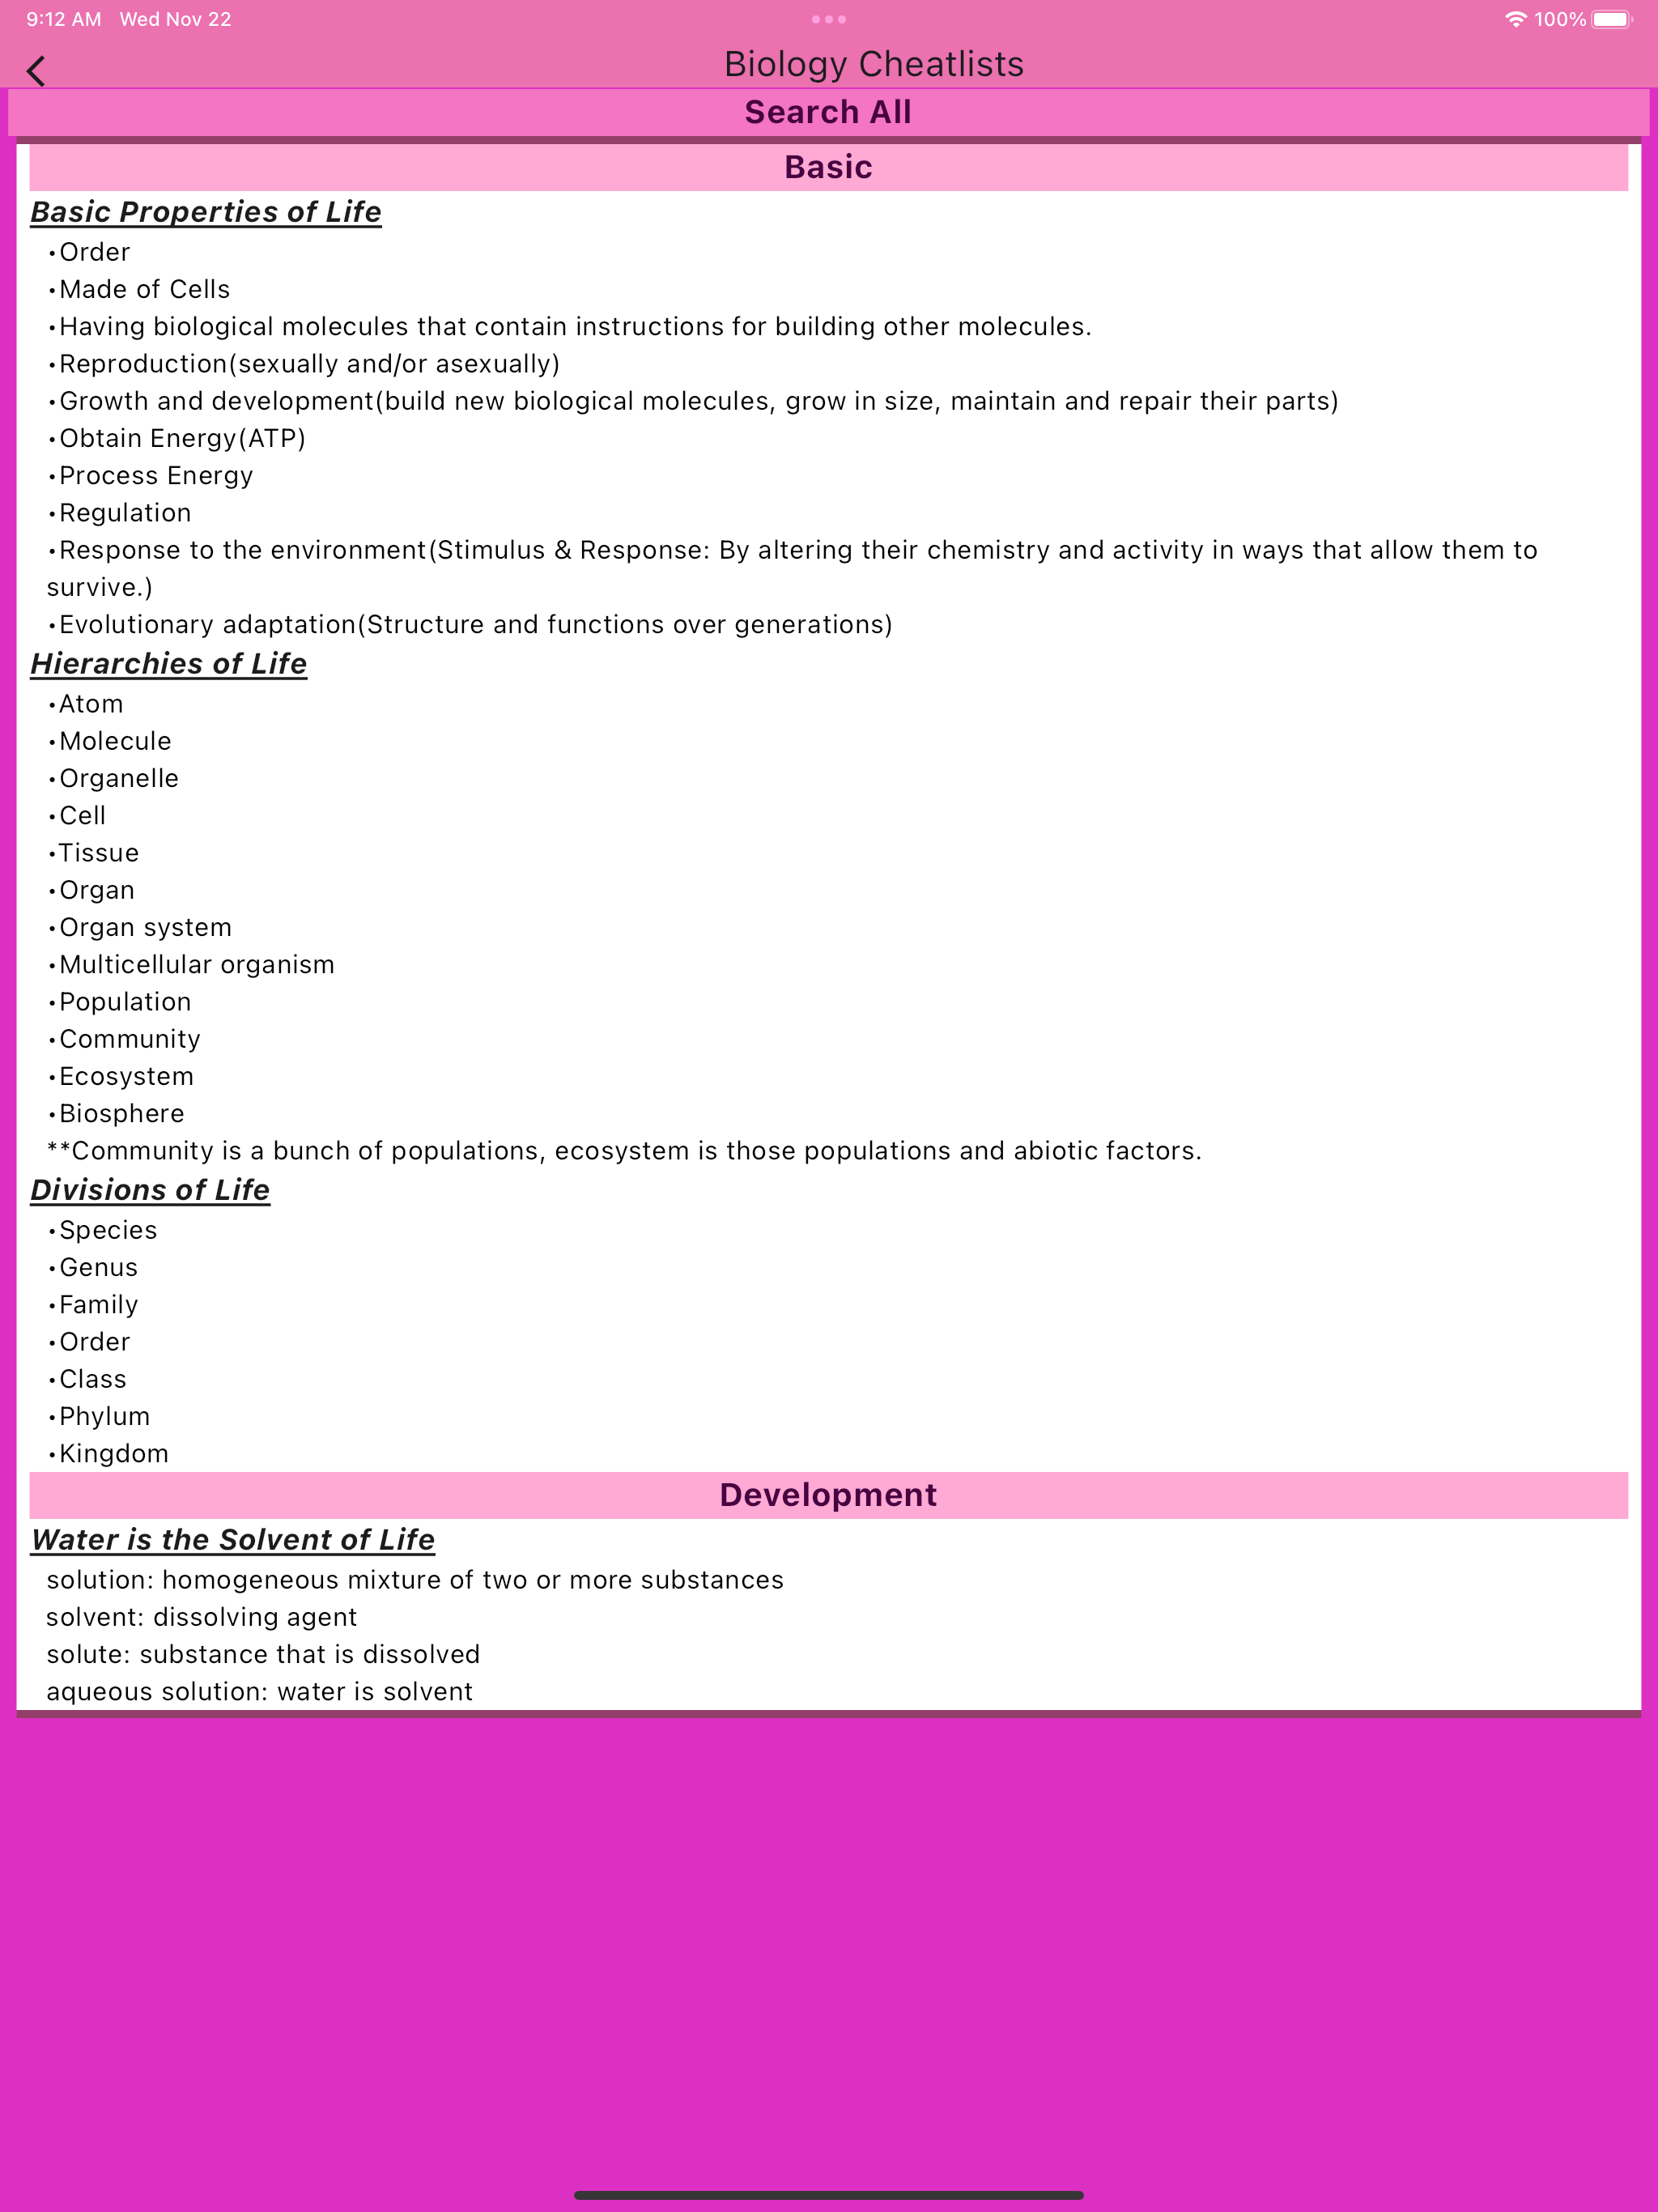 9:12 AM Wed Nov 22
100%
Biology Cheatlists
Search All
Basic
Basic Properties of Life
•Order
•Made of Cells
•Having biological molecules that contain instructions for building other molecules.
•Reproduction(sexually and/or asexually)
•Growth and development(build new biological molecules, grow in size, maintain and repair their parts)
•Obtain Energy(ATP)
•Process Energy
•Regulation
•Response to the environment(Stimulus & Response: By altering their chemistry and activity in ways that allow them to
survive.)
•Evolutionary adaptation(Structure and functions over generations)
Hierarchies of Life
•Atom
•Molecule
•Organelle
•Cell
•Tissue
•Organ
•Organ system
•Multicellular organism
•Population
•Community
•Ecosystem
•Biosphere
**Community is a bunch of populations, ecosystem is those populations and abiotic factors.
Divisions of Life
•Species
•Genus
•Family
•Order
•Class
•Phylum
•Kingdom
Development
Water is the Solvent of Life
solution: homogeneous mixture of two or more substances
solvent: dissolving agent
solute: substance that is dissolved
aqueous solution: water is solvent